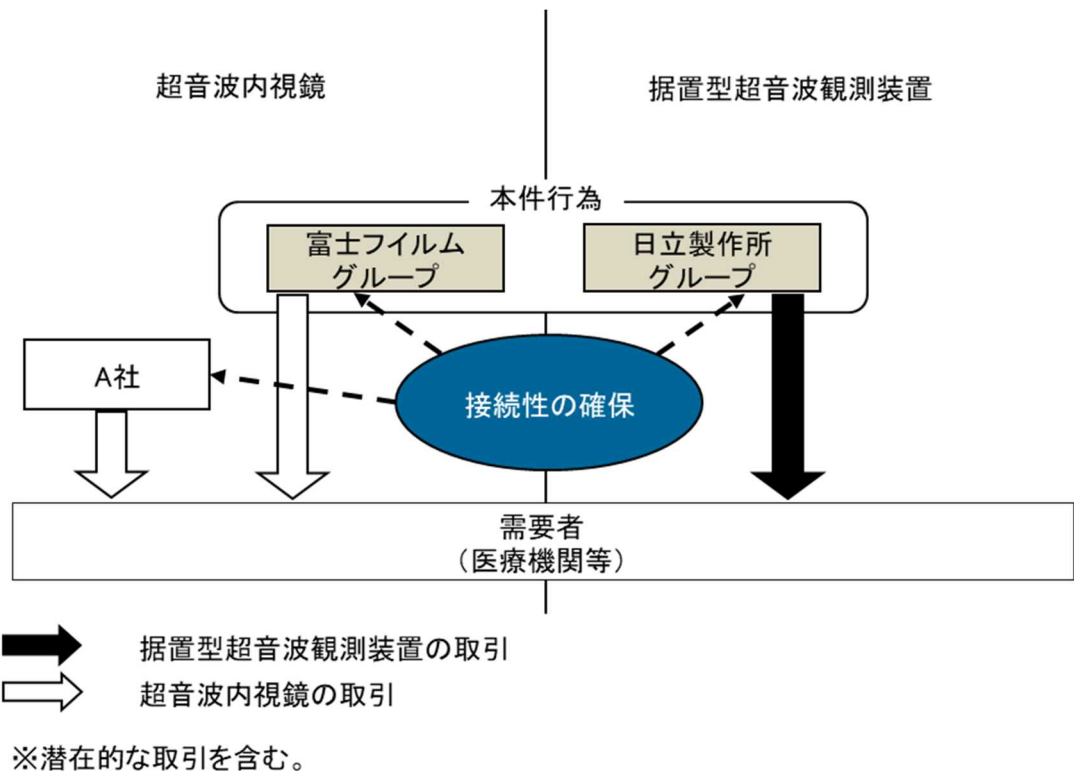 超音波内視鏡
据置型超音波観測装置
本件行為
富士フイルム
グループ
日立製作所
グループ
A社
接続性の確保
需要者
（医療機関等）
据置型超音波観測装置の取引
超音波内視鏡の取引
※潜在的な取引を含む。